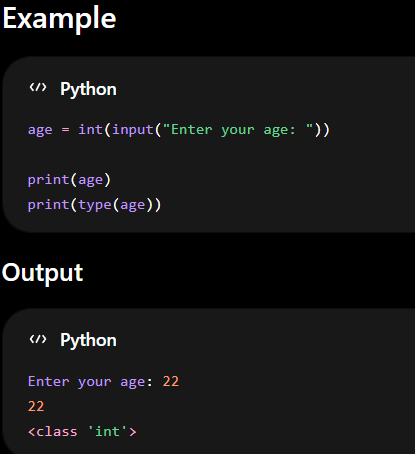 Example
Python
age = int(input("Enter your age: "))
print(age)
print(type(age))
Output
Python
Enter your age: 22
22
<class 'int'>